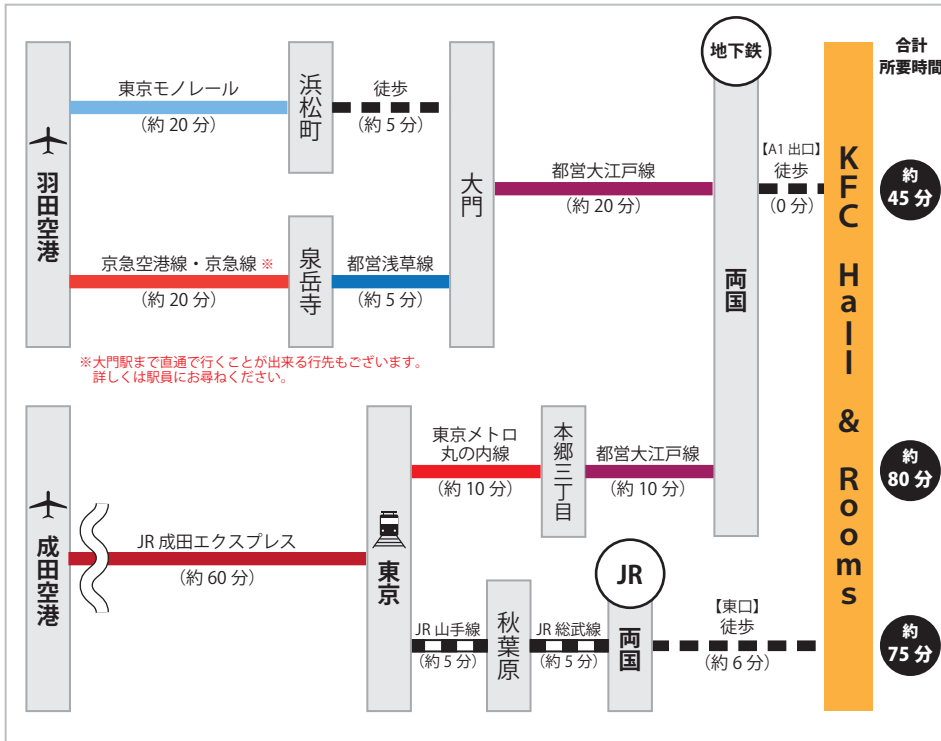 地下鉄
合計
所要時間
東京モノレール
(約 20 分)
浜松町
徒歩
(約 5 分)
羽田空港
大門
都営大江戸線
(約 20 分)
【A1 出口】
徒歩
(0 分)
約
45 分
京急空港線・京急線 ※
(約 20 分)
泉岳寺
都営浅草線
(約 5 分)
両国
KFC Hall & Rooms
※大門駅まで直通で行くことが出来る行先もございます。
詳しくは駅員にお尋ねください。
東京メトロ
丸の内線
(約 10 分)
本郷三丁目
都営大江戸線
(約 10 分)
約
80 分
成田空港
JR 成田エクスプレス
(約 60 分)
東京
JR
JR 山手線
(約 5 分)
秋葉原
JR 総武線
(約 5 分)
両国
【東口】
徒歩
(約 6 分)
約
75 分